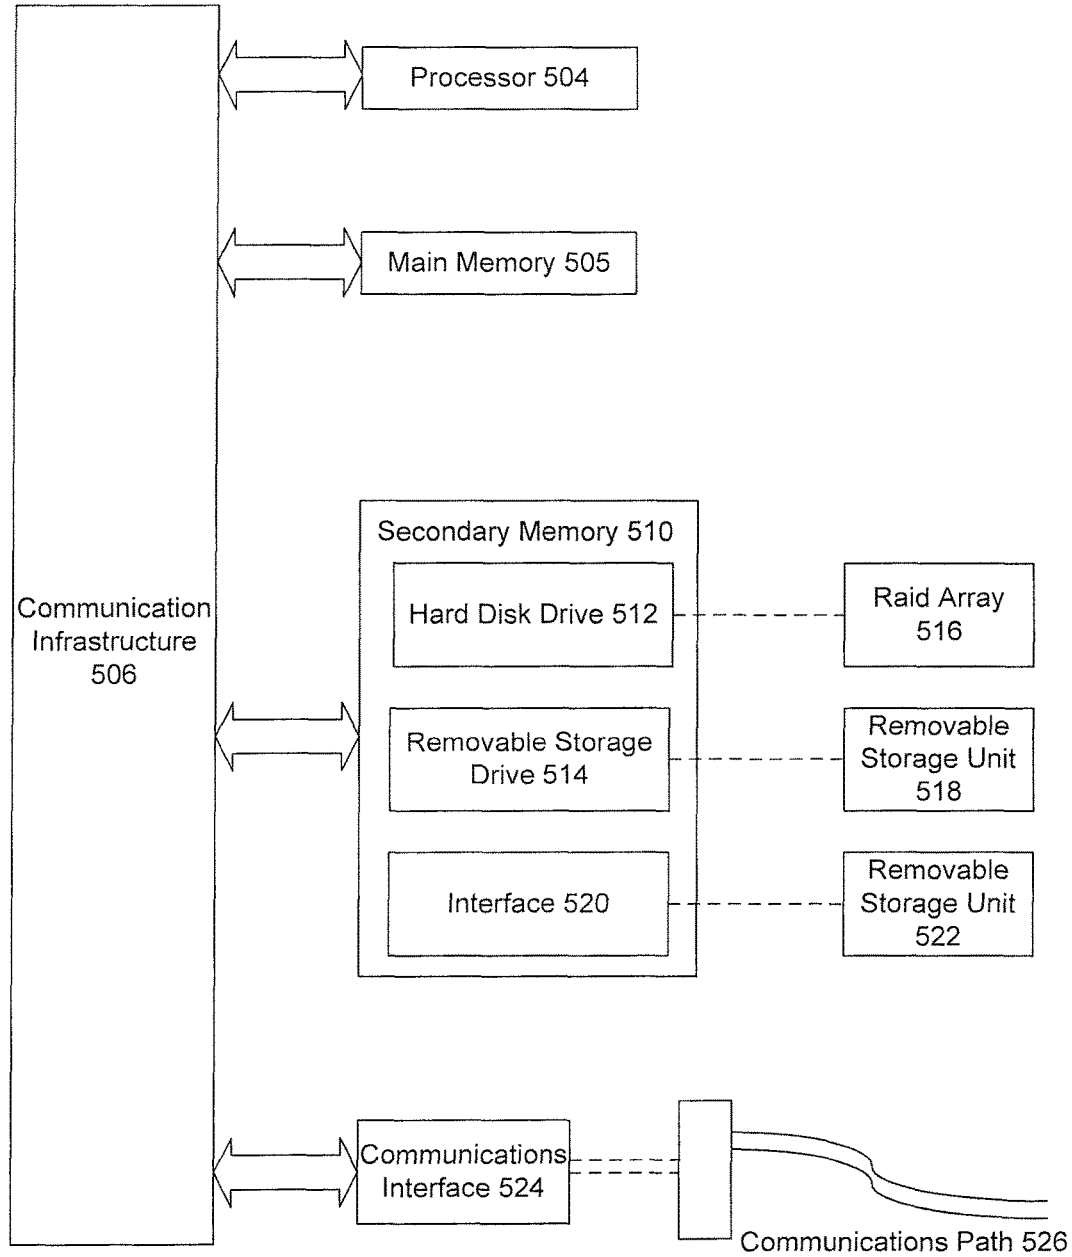 Processor 504
Main Memory 505
Communication
Infrastructure
506
Secondary Memory 510
Hard Disk Drive 512
Raid Array
516
Removable Storage
Drive 514
Removable
Storage Unit
518
Interface 520
Removable
Storage Unit
522
Communications
Interface 524
Communications Path 526